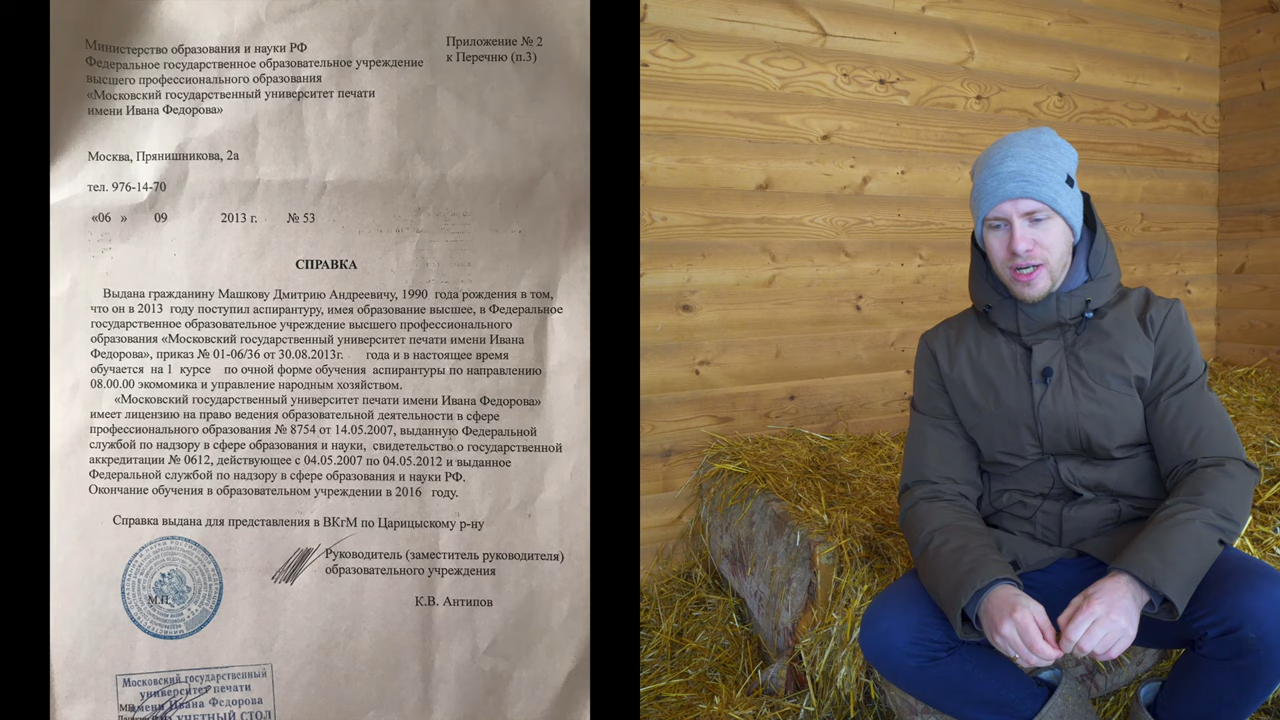 Министерство образования и науки РФ
Федеральное государственное образовательное учреждение
высшего профессионального образования
«Московский государственный университет печати
имени Ивана Федорова»
Приложение № 2
к Перечню (п.3)
Москва, Прянишникова, 2а
тел. 976-14-70
«06 » 09 2013 г. № 53
СПРАВКА
Выдана гражданину Машкову Дмитрию Андреевичу, 1990 года рождения в том,
что он в 2013 году поступил аспирантуру, имея образование высшее, в Федеральное
государственное образовательное учреждение высшего профессионального
образования «Московский государственный университет печати имени Ивана
Федорова», приказ № 01-06/36 от 30.08.2013г. года и в настоящее время
обучается на 1 курсе по очной форме обучения аспирантуры по направлению
08.00.00 экомомика и управление народным хозяйством.
«Московский государственный университет печати имени Ивана Федорова»
имеет лицензию на право ведения образовательной деятельности в сфере
профессионального образования № 8754 от 14.05.2007, выданную Федеральной
службой по надзору в сфере образования и науки, свидетельство о государственной
аккредитации № 0612, действующее с 04.05.2007 по 04.05.2012 и выданное
Федеральной службой по надзору в сфере образования и науки РФ.
Окончание обучения в образовательном учреждении в 2016 году.
Справка выдана для представления в ВКгМ по Царицыскому р-ну
Руководитель (заместитель руководителя)
образовательного учреждения
М.П.
К.В. Антипов
Московский государственный
университет печати
имени Ивана Федорова
УЧЕТНЫЙ СТОЛ